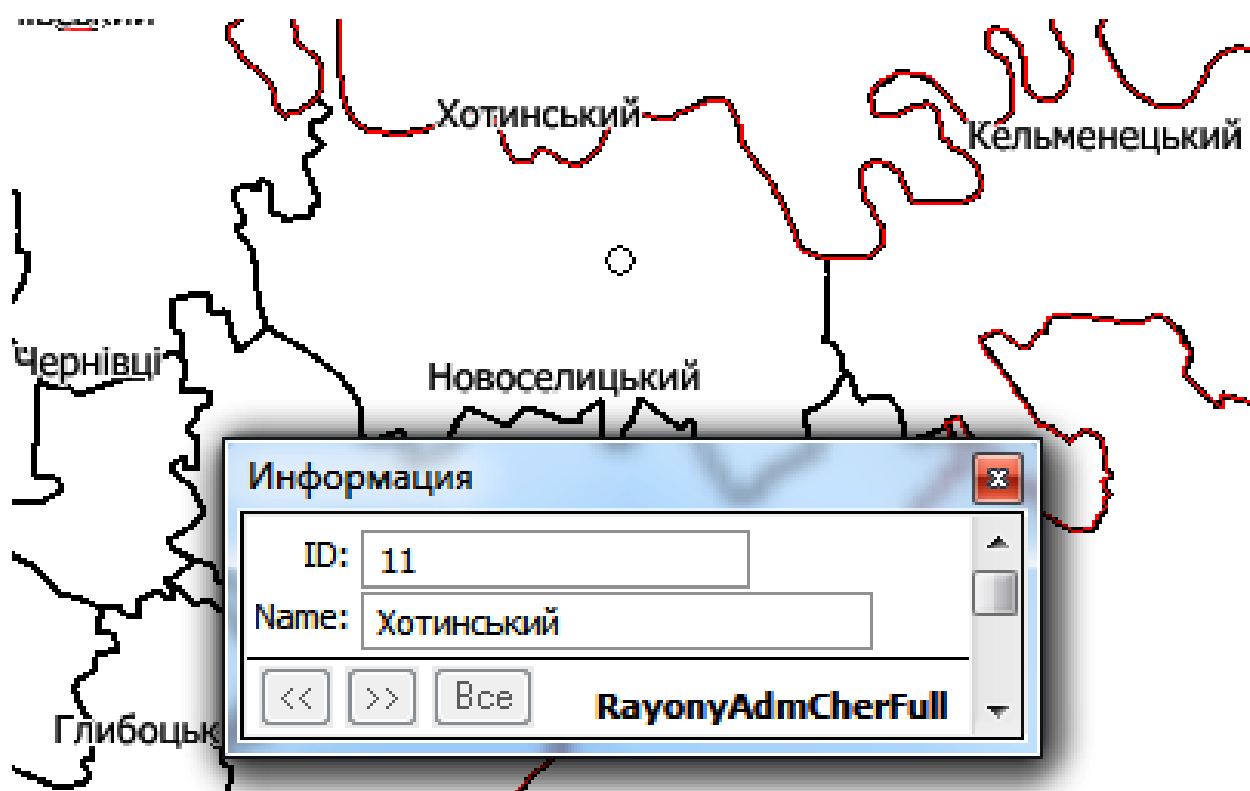 Хотинський
Кельменецький
Чернівці
Новоселицький
Информация
ID: 11
Name: Хотинський
<< >> Все RayonyAdmCherFull
Глибоцьк